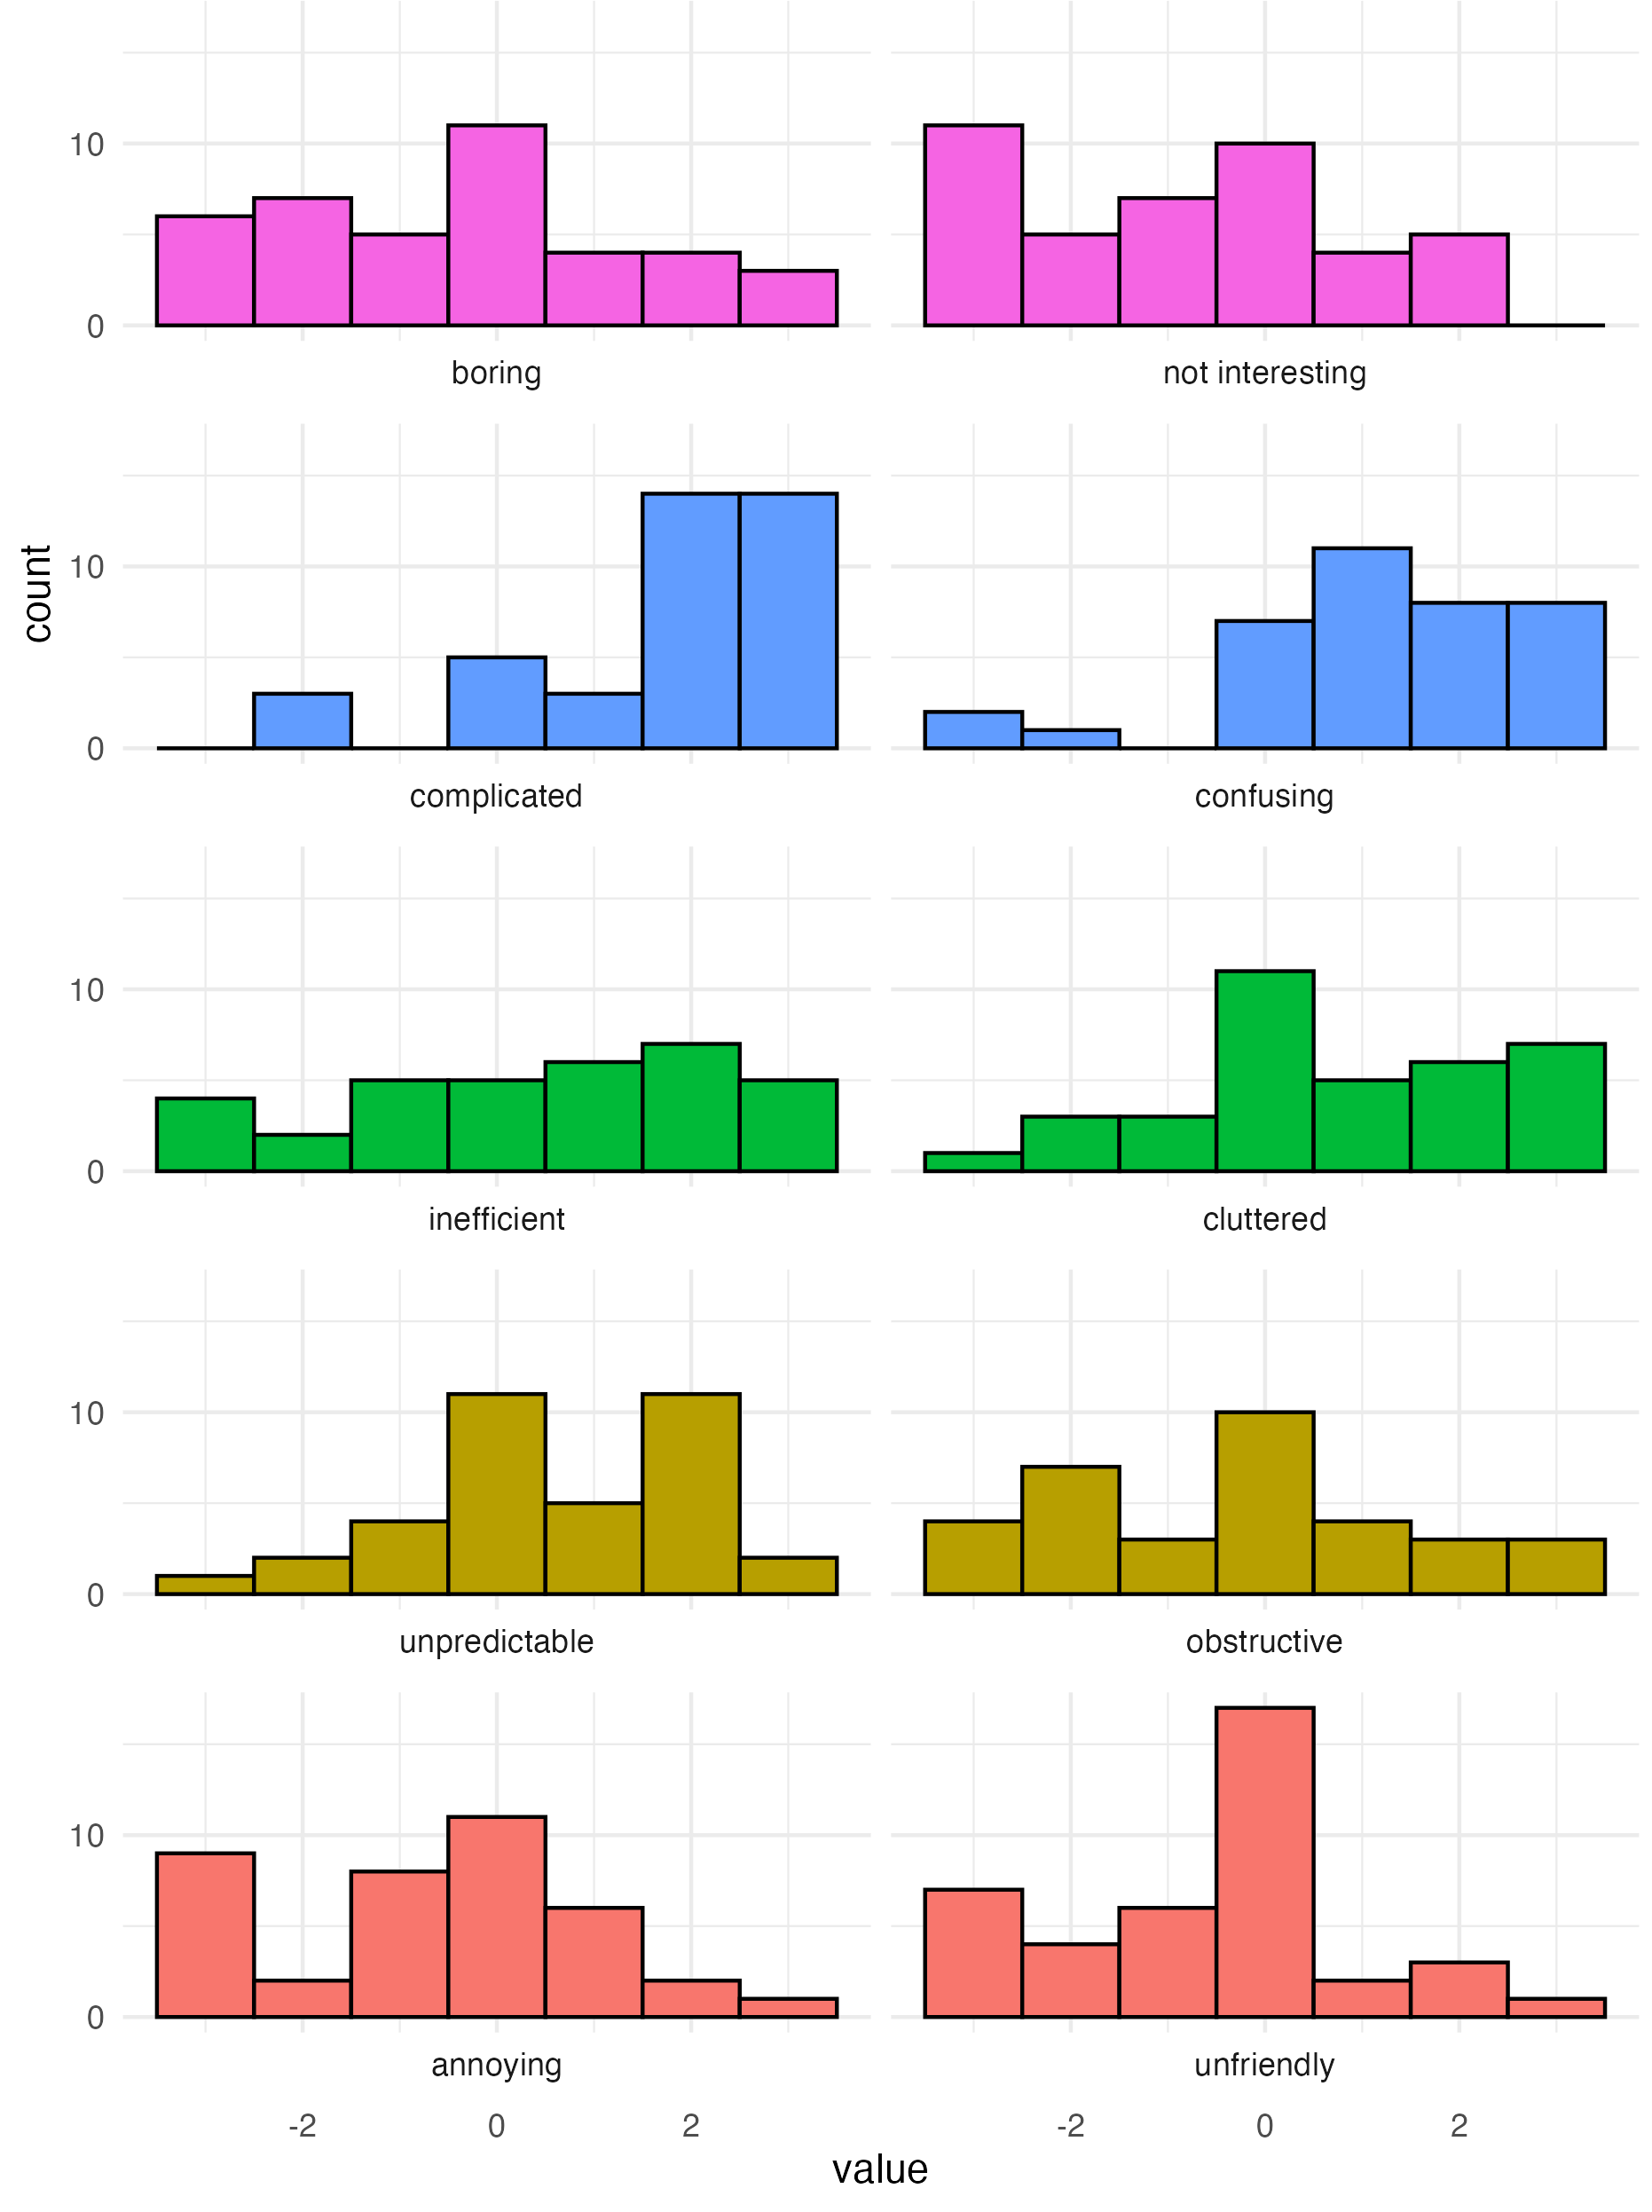 count
10
0
boring
not interesting
10
0
complicated
confusing
10
0
inefficient
cluttered
10
0
unpredictable
obstructive
10
0
annoying
unfriendly
-2 0 2 -2 0 2
value